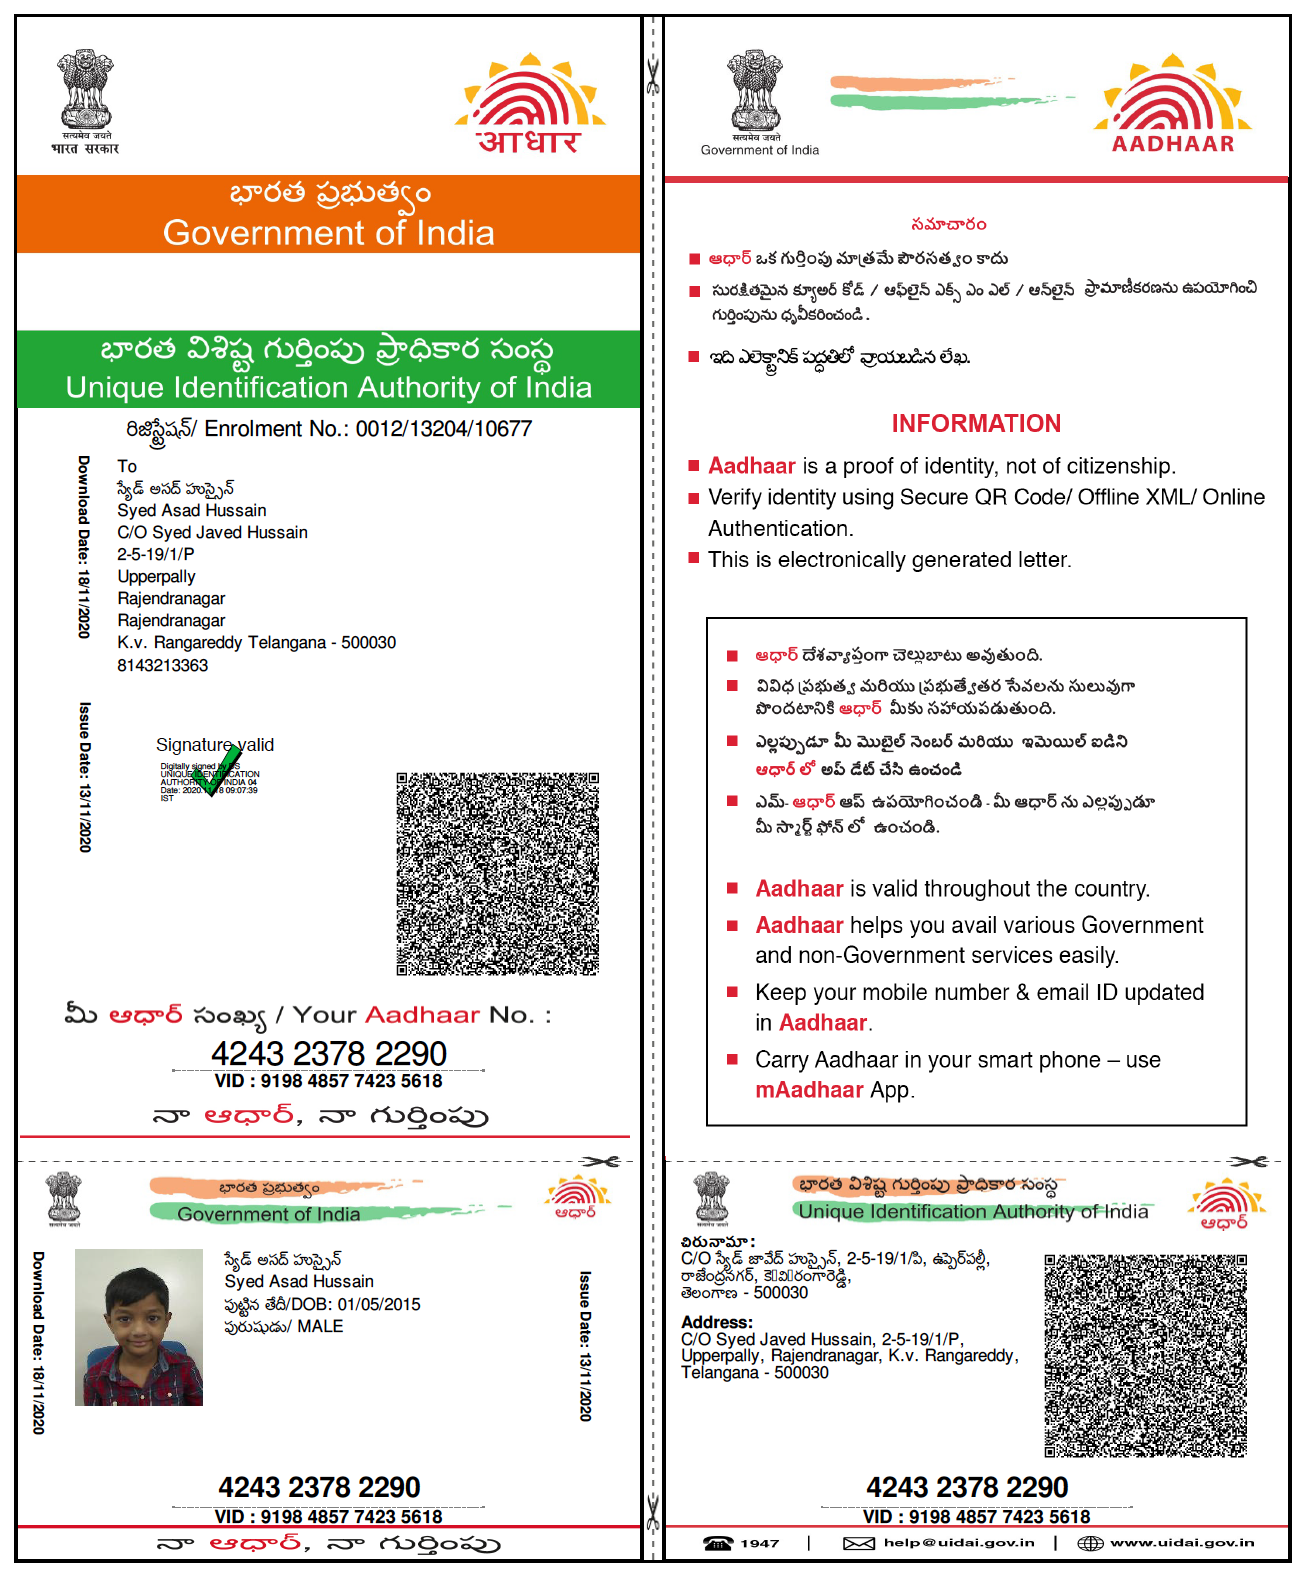 सत्यमेव जयते
भारत सरकार
आधार
భారత ప్రభుత్వం
Government of India
భారత విశిష్ట గుర్తింపు ప్రాధికార సంస్థ
Unique Identification Authority of India
రిజిస్ట్రేషన్/ Enrolment No.: 0012/13204/10677
Download Date: 18/11/2020
To
స్యేడ్ అసద్ హుస్సైన్
Syed Asad Hussain
C/O Syed Javed Hussain
2-5-19/1/P
Upperpally
Rajendranagar
Rajendranagar
K.v. Rangareddy Telangana - 500030
8143213363
Issue Date: 13/11/2020
Signature valid
Digitally signed by DS
UNIQUE IDENTIFICATION
AUTHORITY OF INDIA 04
Date: 2020.11.18 09:07:39
IST
మీ ఆధార్ సంఖ్య / Your Aadhaar No. :
4243 2378 2290
VID : 9198 4857 7423 5618
నా ఆధార్, నా గుర్తింపు
सत्यमेव जयते
Government of India
AADHAAR
సమాచారం
ఆధార్ ఒక గుర్తింపు మాత్రమే పౌరసత్వం కాదు
సురక్షితమైన క్యూఅర్ కోడ్ / ఆఫ్‌లైన్ ఎక్స్ ఎం ఎల్ / ఆన్‌లైన్ ప్రామాణీకరణను ఉపయోగించి
గుర్తింపును ధృవీకరించండి.
ఇది ఎలెక్ట్రానిక్ పద్ధతిలో వ్రాయబడిన లేఖ.
INFORMATION
Aadhaar is a proof of identity, not of citizenship.
Verify identity using Secure QR Code/ Offline XML/ Online
Authentication.
This is electronically generated letter.
ఆధార్ దేశవ్యాప్తంగా చెల్లుబాటు అవుతుంది.
వివిధ ప్రభుత్వ మరియు ప్రభుత్వేతర సేవలను సులువుగా
పొందటానికి ఆధార్ మీకు సహాయపడుతుంది.
ఎల్లప్పుడూ మీ మొబైల్ నెంబర్ మరియు ఇమెయిల్ ఐడిని
ఆధార్ లో అప్ డేట్ చేసి ఉంచండి
ఎమ్- ఆధార్ ఆప్ ఉపయోగించండి - మీ ఆధార్ ను ఎల్లప్పుడూ
మీ స్మార్ట్ ఫోన్ లో ఉంచండి.
Aadhaar is valid throughout the country.
Aadhaar helps you avail various Government
and non-Government services easily.
Keep your mobile number & email ID updated
in Aadhaar.
Carry Aadhaar in your smart phone – use
mAadhaar App.
सत्यमेव जयते
భారత ప్రభుత్వం
Government of India
ఆధార్
Download Date: 18/11/2020
స్యేడ్ అసద్ హుస్సైన్
Syed Asad Hussain
పుట్టిన తేదీ/DOB: 01/05/2015
పురుషుడు/ MALE
Issue Date: 13/11/2020
4243 2378 2290
VID : 9198 4857 7423 5618
నా ఆధార్, నా గుర్తింపు
सत्यमेव जयते
భారత విశిష్ట గుర్తింపు ప్రాధికార సంస్థ
Unique Identification Authority of India
ఆధార్
చిరునామా :
C/O స్యేడ్ జావేద్ హుస్సైన్, 2-5-19/1/పి, ఉప్పెర్‌పల్లీ,
రాజేంద్రనగర్, కె.వి.రంగారెడ్డి,
తెలంగాణ - 500030
Address:
C/O Syed Javed Hussain, 2-5-19/1/P,
Upperpally, Rajendranagar, K.v. Rangareddy,
Telangana - 500030
4243 2378 2290
VID : 9198 4857 7423 5618
1947 | help@uidai.gov.in | www.uidai.gov.in